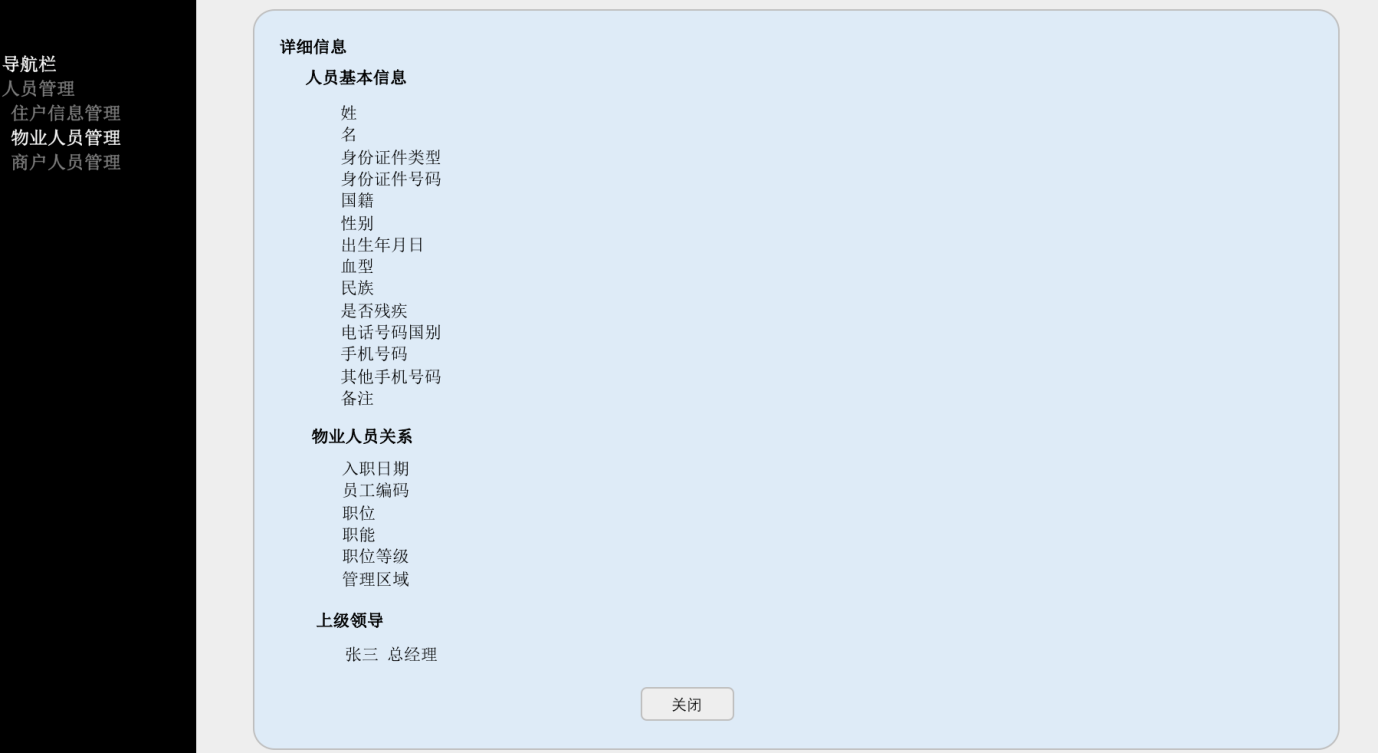 导航栏
人员管理
住户信息管理
物业人员管理
商户人员管理
详细信息
人员基本信息
姓
名
身份证件类型
身份证件号码
国籍
性别
出生年月日
血型
民族
是否残疾
电话号码国别
手机号码
其他手机号码
备注
物业人员关系
入职日期
员工编码
职位
职能
职位等级
管理区域
上级领导
张三 总经理
关闭